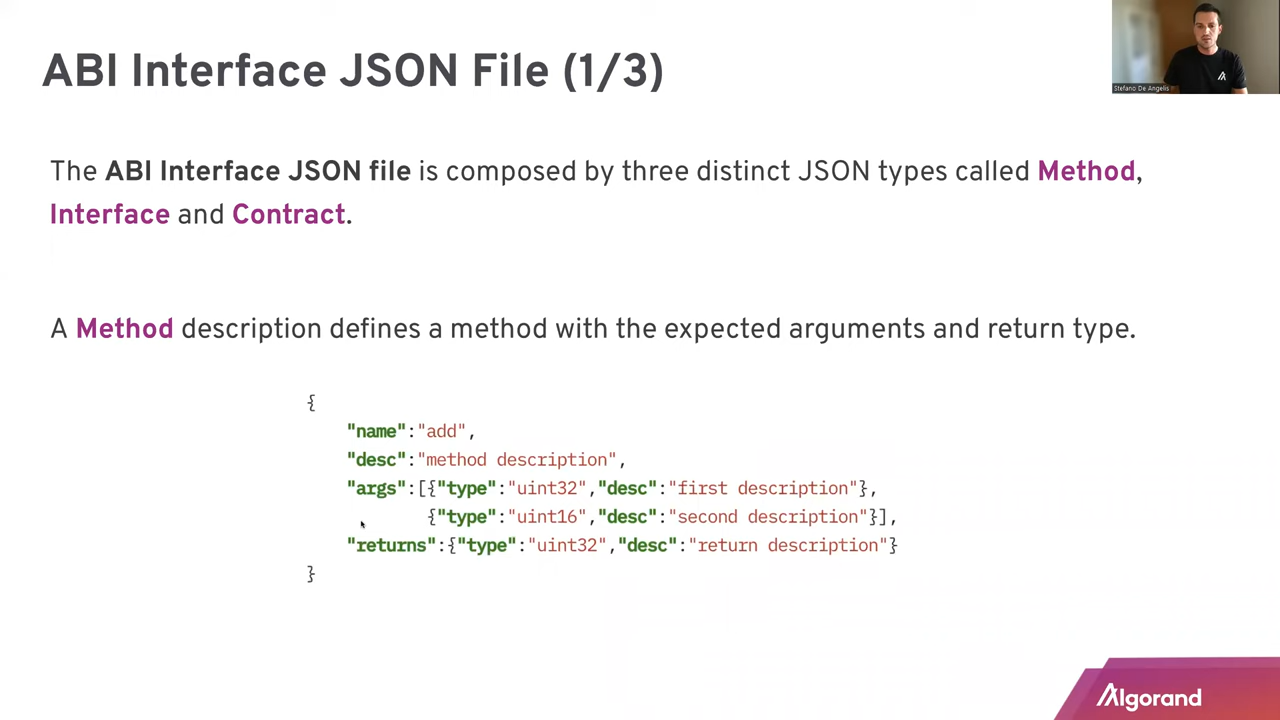 ABI Interface JSON File (1/3)
Stefano De Angelis
The ABI Interface JSON file is composed by three distinct JSON types called Method,
Interface and Contract.
A Method description defines a method with the expected arguments and return type.
{
"name":"add",
"desc":"method description",
"args":[{"type":"uint32","desc":"first description"},
{"type":"uint16","desc":"second description"}],
"returns":{"type":"uint32","desc":"return description"}
}
Algorand